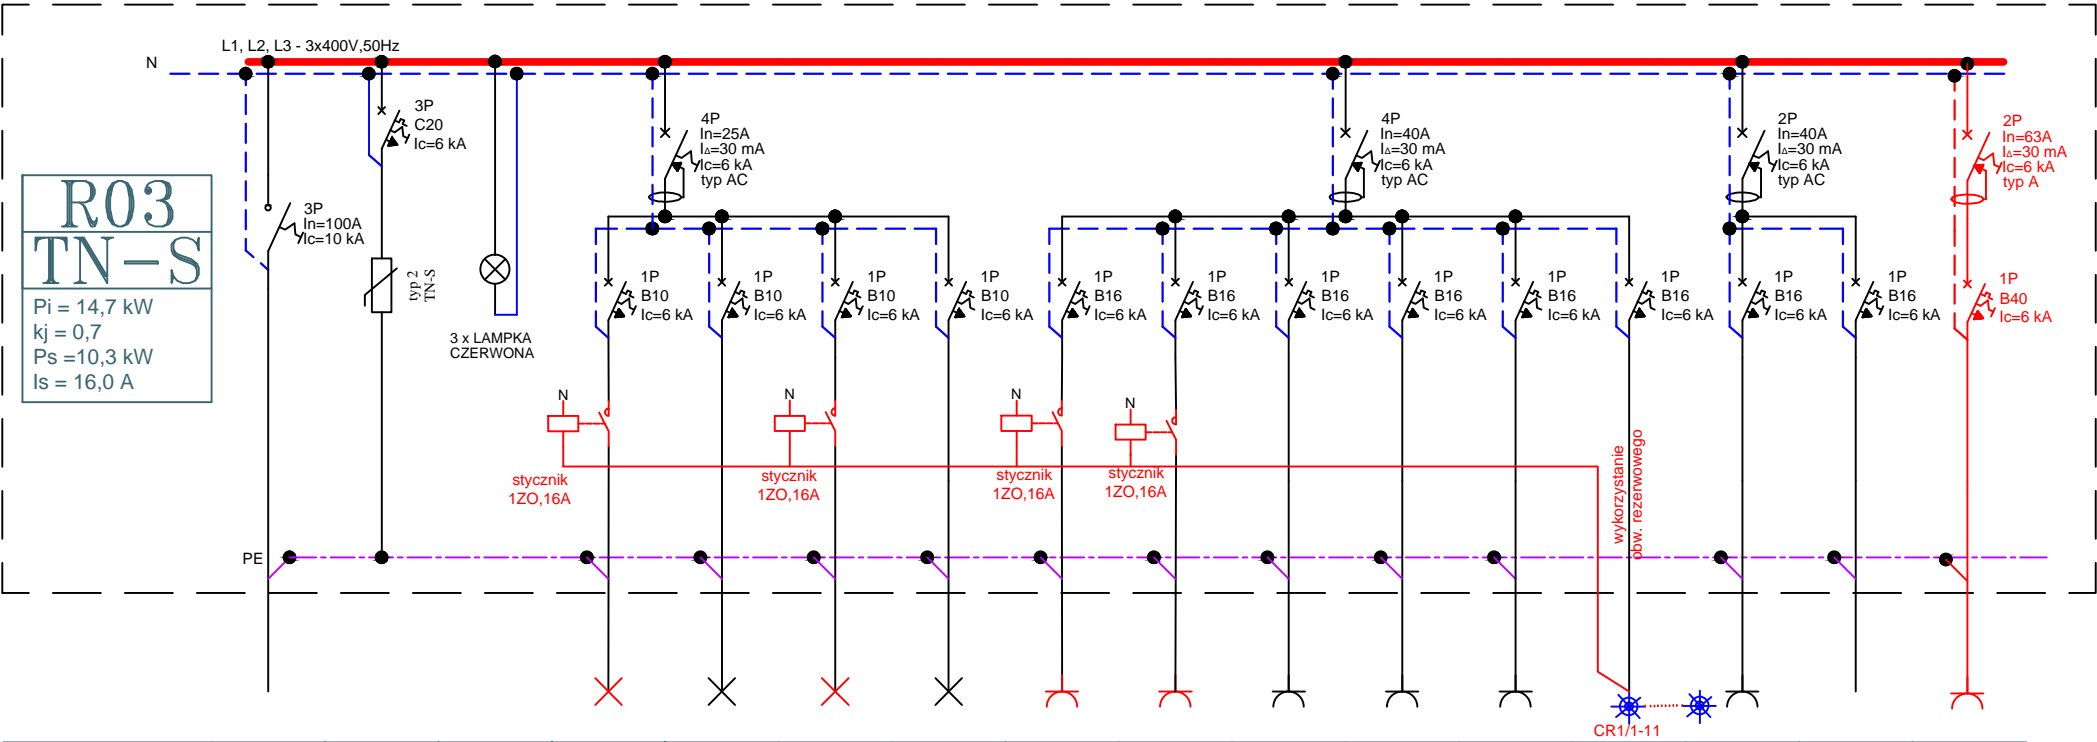 L1, L2, L3 - 3x400V,50Hz
N
R03
TN-S
Pi = 14,7 kW
kj = 0,7
Ps =10,3 kW
Is = 16,0 A
3P
In=100A
Ic=10 kA
3P
C20
Ic=6 kA
typ 2
TN-S
3 x LAMPKA
CZERWONA
4P
In=25A
I∆=30 mA
Ic=6 kA
typ AC
4P
In=40A
I∆=30 mA
Ic=6 kA
typ AC
2P
In=40A
I∆=30 mA
Ic=6 kA
typ AC
2P
In=63A
I∆=30 mA
Ic=6 kA
typ A
1P
B10
Ic=6 kA
1P
B10
Ic=6 kA
1P
B10
Ic=6 kA
1P
B10
Ic=6 kA
1P
B16
Ic=6 kA
1P
B16
Ic=6 kA
1P
B16
Ic=6 kA
1P
B16
Ic=6 kA
1P
B16
Ic=6 kA
1P
B16
Ic=6 kA
1P
B16
Ic=6 kA
1P
B16
Ic=6 kA
1P
B40
Ic=6 kA
N
N
N
N
stycznik
1ZO,16A
stycznik
1ZO,16A
stycznik
1ZO,16A
stycznik
1ZO,16A
wykorzystanie
obw. rezerwowego
PE
CR1/1-11